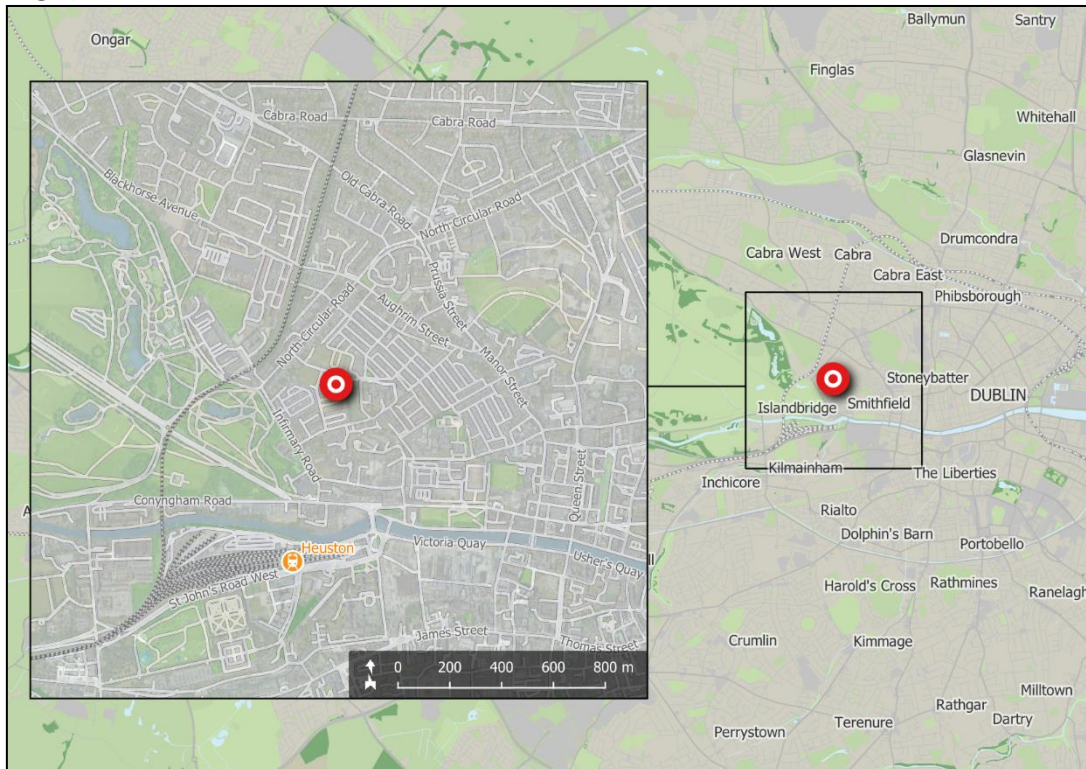 Ongar
Ballymun
Santry
Finglas
Whitehall
Glasnevin
Drumcondra
Cabra West
Cabra
Cabra East
Phibsborough
Stoneybatter
Islandbridge
Smithfield
DUBLIN
Kilmainham
Inchicore
The Liberties
Rialto
Dolphin's Barn
Portobello
Harold's Cross
Rathmines
Ranelagh
Crumlin
Kimmage
Milltown
Rathgar
Dartry
Terenure
Perrystown
Cabra Road
Cabra Road
Blackhorse Avenue
Old Cabra Road
North Circular Road
Prussia Street
Aughrim Street
North Circular Road
Manor Street
Infirmary Road
Conyngham Road
Queen Street
Heuston
Victoria Quay
Usher's Quay
St John's Road West
James Street
Thomas Street
0 200 400 600 800 m